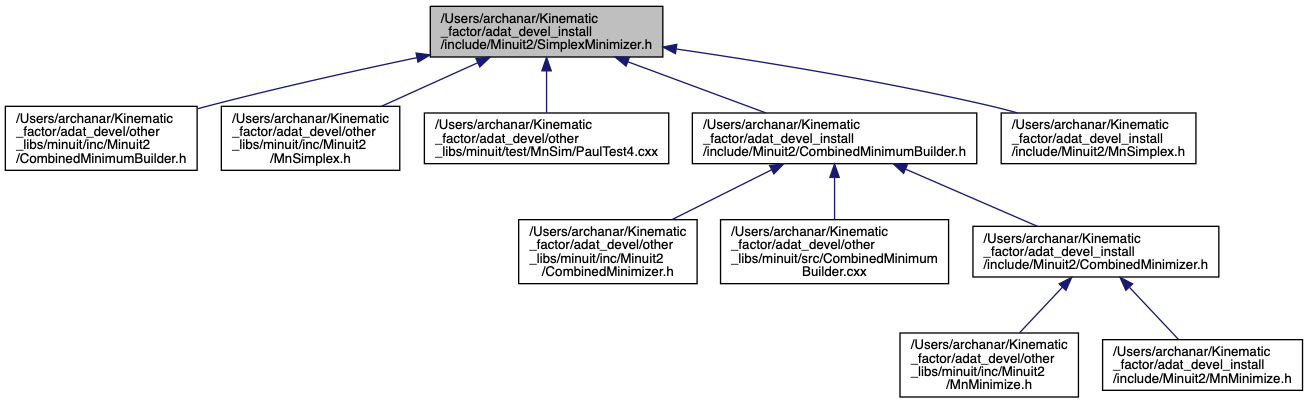 /Users/archanar/Kinematic
_factor/adat_devel_install
/include/Minuit2/SimplexMinimizer.h
/Users/archanar/Kinematic
_factor/adat_devel/other
_libs/minuit/inc/Minuit2
/CombinedMinimumBuilder.h
/Users/archanar/Kinematic
_factor/adat_devel/other
_libs/minuit/inc/Minuit2
/MnSimplex.h
/Users/archanar/Kinematic
_factor/adat_devel/other
_libs/minuit/test/MnSim/PaulTest4.cxx
/Users/archanar/Kinematic
_factor/adat_devel_install
/include/Minuit2/CombinedMinimumBuilder.h
/Users/archanar/Kinematic
_factor/adat_devel_install
/include/Minuit2/MnSimplex.h
/Users/archanar/Kinematic
_factor/adat_devel/other
_libs/minuit/inc/Minuit2
/CombinedMinimizer.h
/Users/archanar/Kinematic
_factor/adat_devel/other
_libs/minuit/src/CombinedMinimum
Builder.cxx
/Users/archanar/Kinematic
_factor/adat_devel_install
/include/Minuit2/CombinedMinimizer.h
/Users/archanar/Kinematic
_factor/adat_devel/other
_libs/minuit/inc/Minuit2
/MnMinimize.h
/Users/archanar/Kinematic
_factor/adat_devel_install
/include/Minuit2/MnMinimize.h